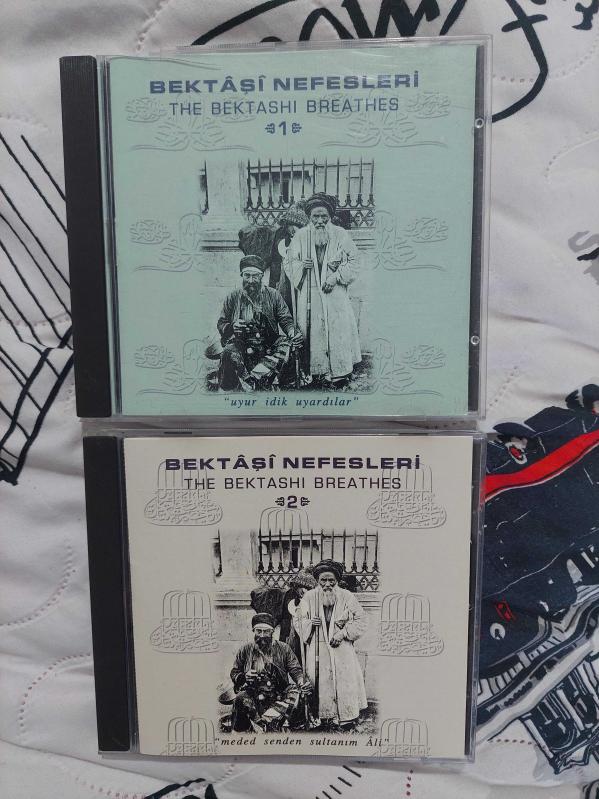 BEKTÂŞÎ NEFESLERİ
THE BEKTASHI BREATHES
1
"uyur idik uyardılar"
BEKTÂŞÎ NEFESLERİ
THE BEKTASHI BREATHES
2
"meded senden sultanım Âli"